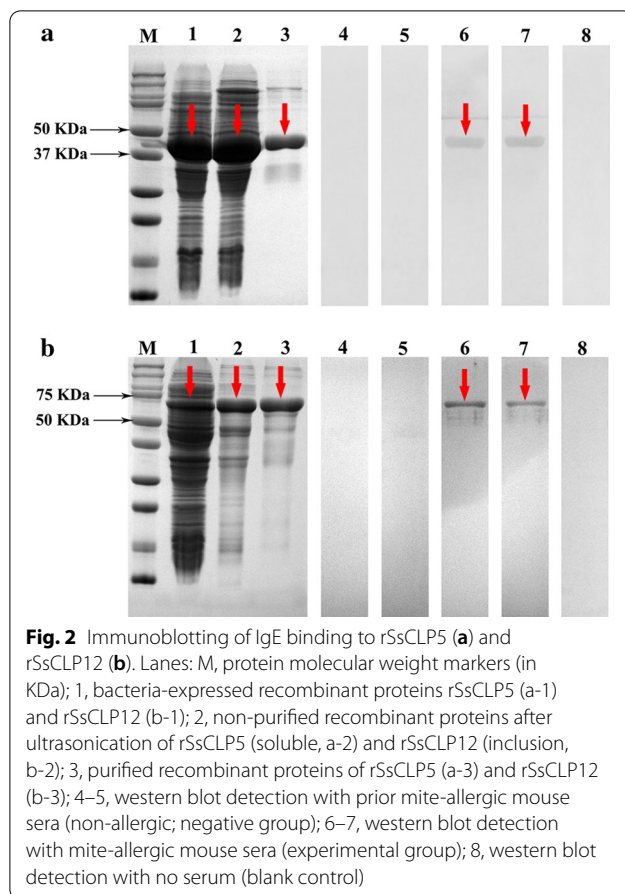 a
M 1 2 3 4 5 6 7 8
50 KDa
37 KDa
b
M 1 2 3 4 5 6 7 8
75 KDa
50 KDa
Fig. 2 Immunoblotting of IgE binding to rSsCLP5 (a) and
rSsCLP12 (b). Lanes: M, protein molecular weight markers (in
KDa); 1, bacteria-expressed recombinant proteins rSsCLP5 (a-1)
and rSsCLP12 (b-1); 2, non-purified recombinant proteins after
ultrasonication of rSsCLP5 (soluble, a-2) and rSsCLP12 (inclusion,
b-2); 3, purified recombinant proteins of rSsCLP5 (a-3) and rSsCLP12
(b-3); 4–5, western blot detection with prior mite-allergic mouse
sera (non-allergic; negative group); 6–7, western blot detection
with mite-allergic mouse sera (experimental group); 8, western blot
detection with no serum (blank control)